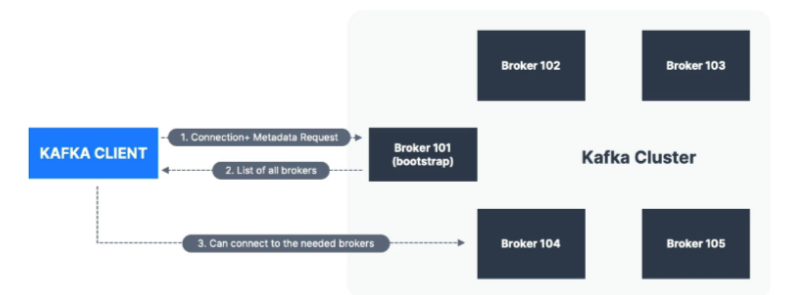 Broker 102
Broker 103
1. Connection+ Metadata Request
KAFKA CLIENT
Broker 101
(bootstrap)
Kafka Cluster
2. List of all brokers
3. Can connect to the needed brokers
Broker 104
Broker 105